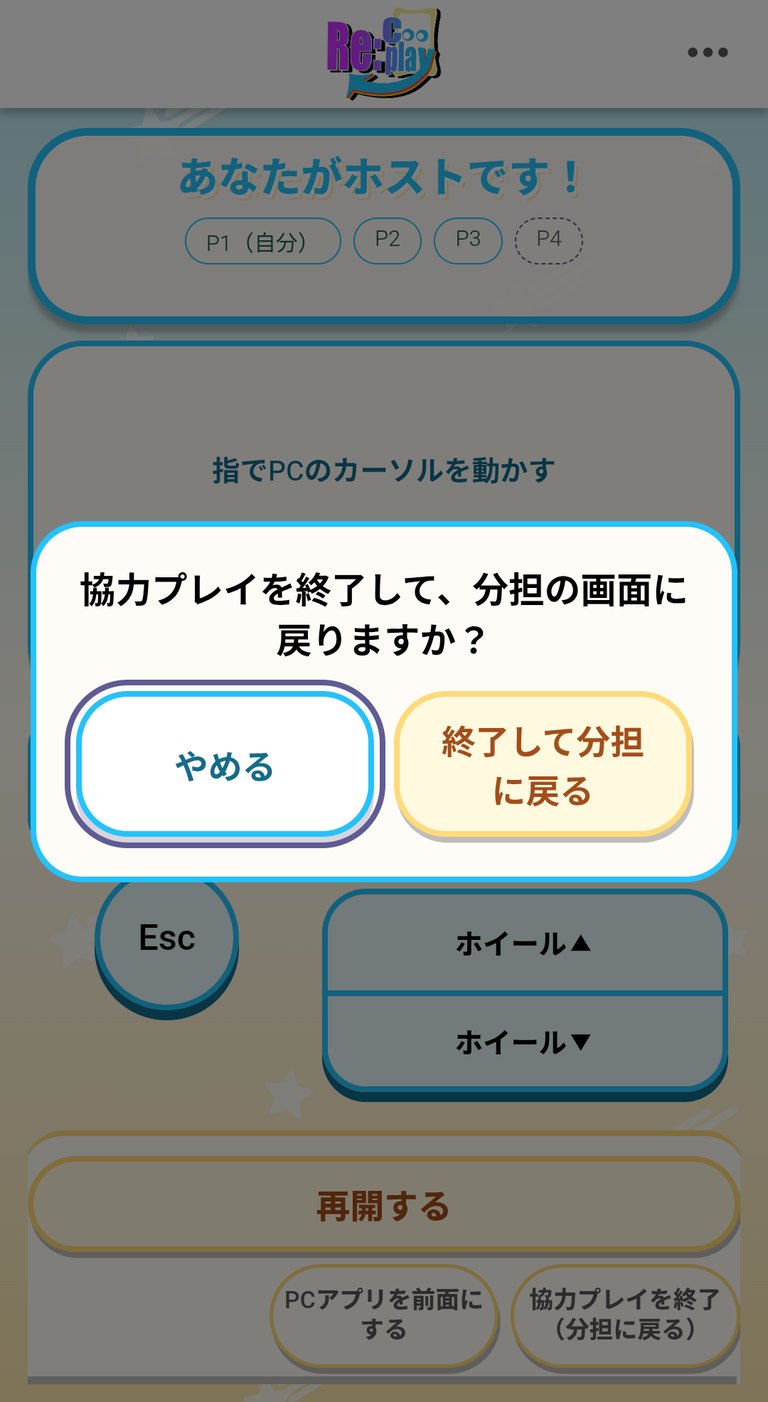 Re:Coo
play
あなたがホストです！
P1（自分） P2 P3 P4
指でPCのカーソルを動かす
協力プレイを終了して、分担の画面に
戻りますか？
やめる
終了して分担
に戻る
Esc
ホイール▲
ホイール▼
再開する
PCアプリを前面に
する
協力プレイを終了
（分担に戻る）